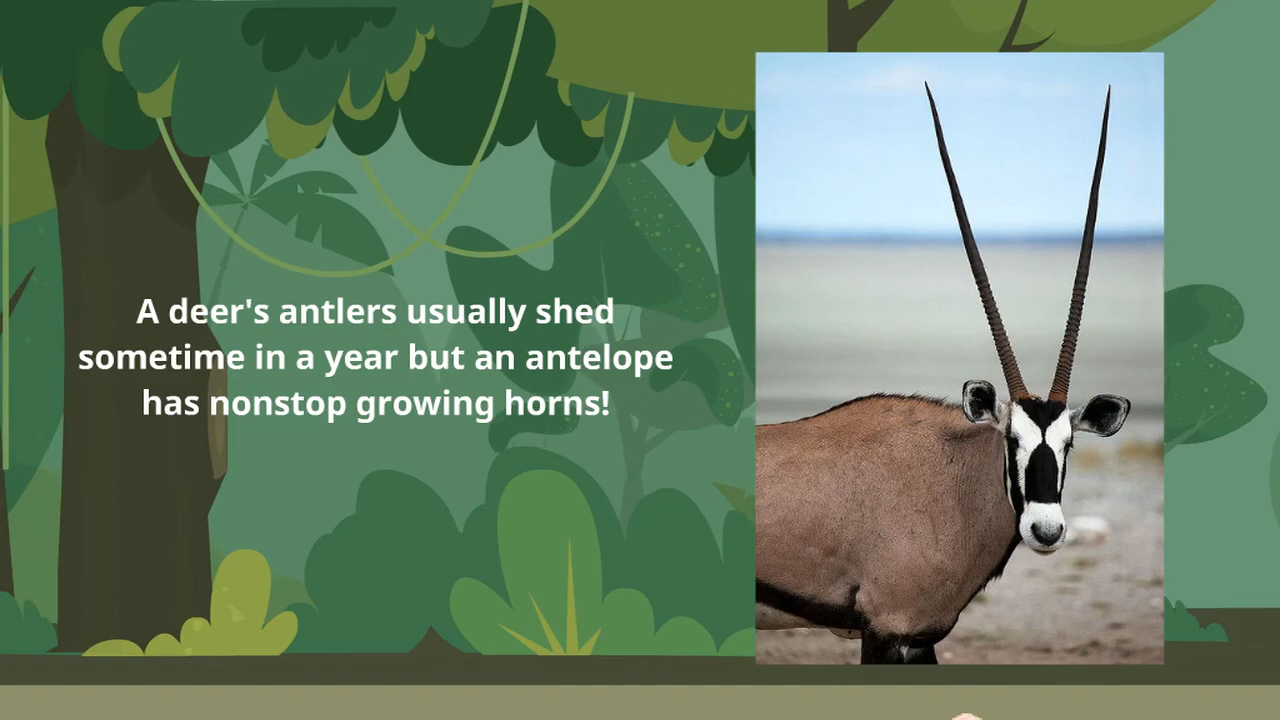 A deer's antlers usually shed
sometime in a year but an antelope
has nonstop growing horns!